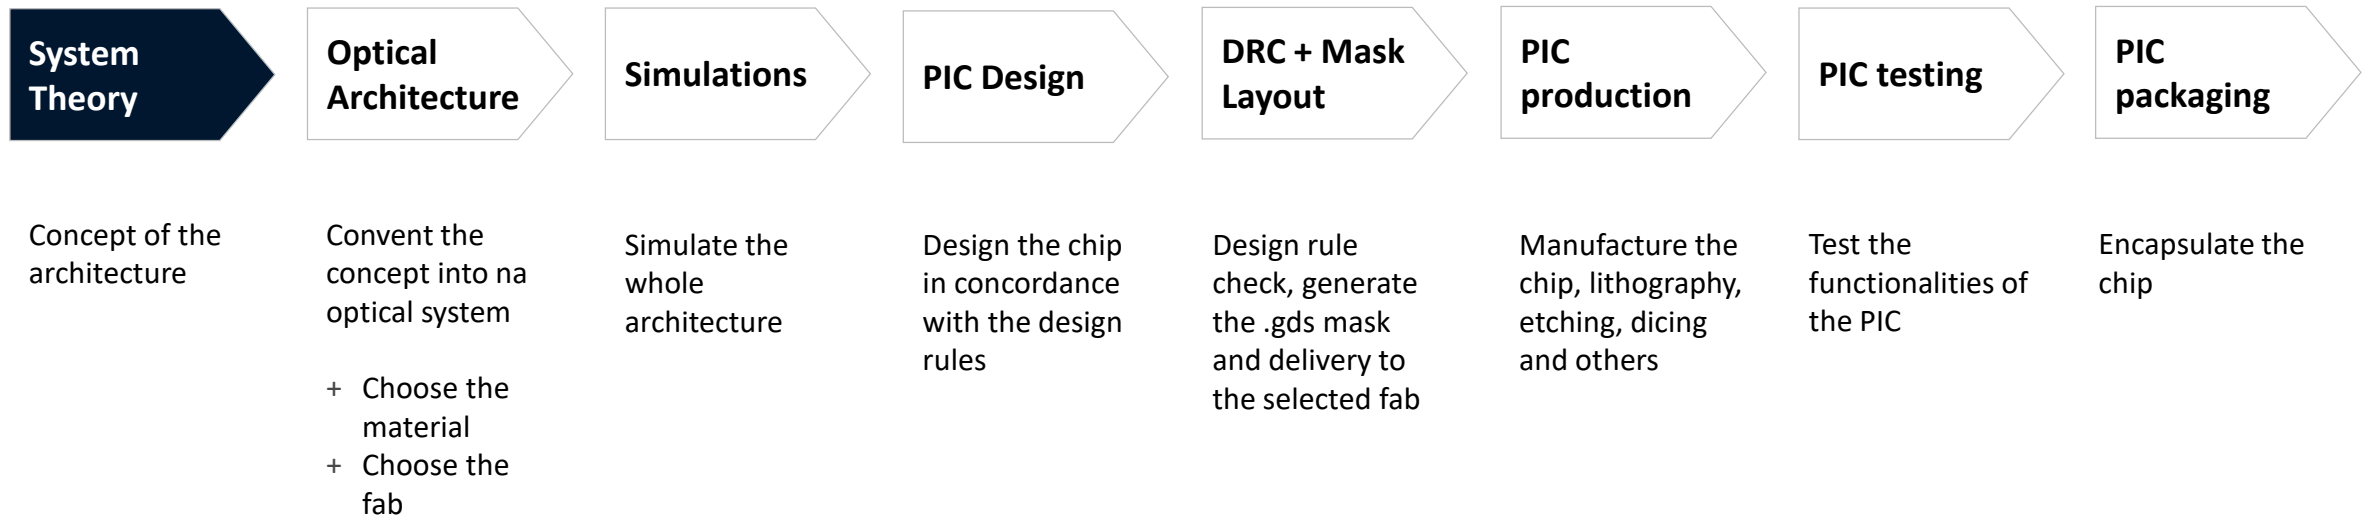 System
Theory
Optical
Architecture
Simulations
PIC Design
DRC + Mask
Layout
PIC
production
PIC testing
PIC
packaging
Concept of the
architecture
Convent the
concept into na
optical system
+ Choose the
material
+ Choose the
fab
Simulate the
whole
architecture
Design the chip
in concordance
with the design
rules
Design rule
check, generate
the .gds mask
and delivery to
the selected fab
Manufacture the
chip, lithography,
etching, dicing
and others
Test the
functionalities of
the PIC
Encapsulate the
chip